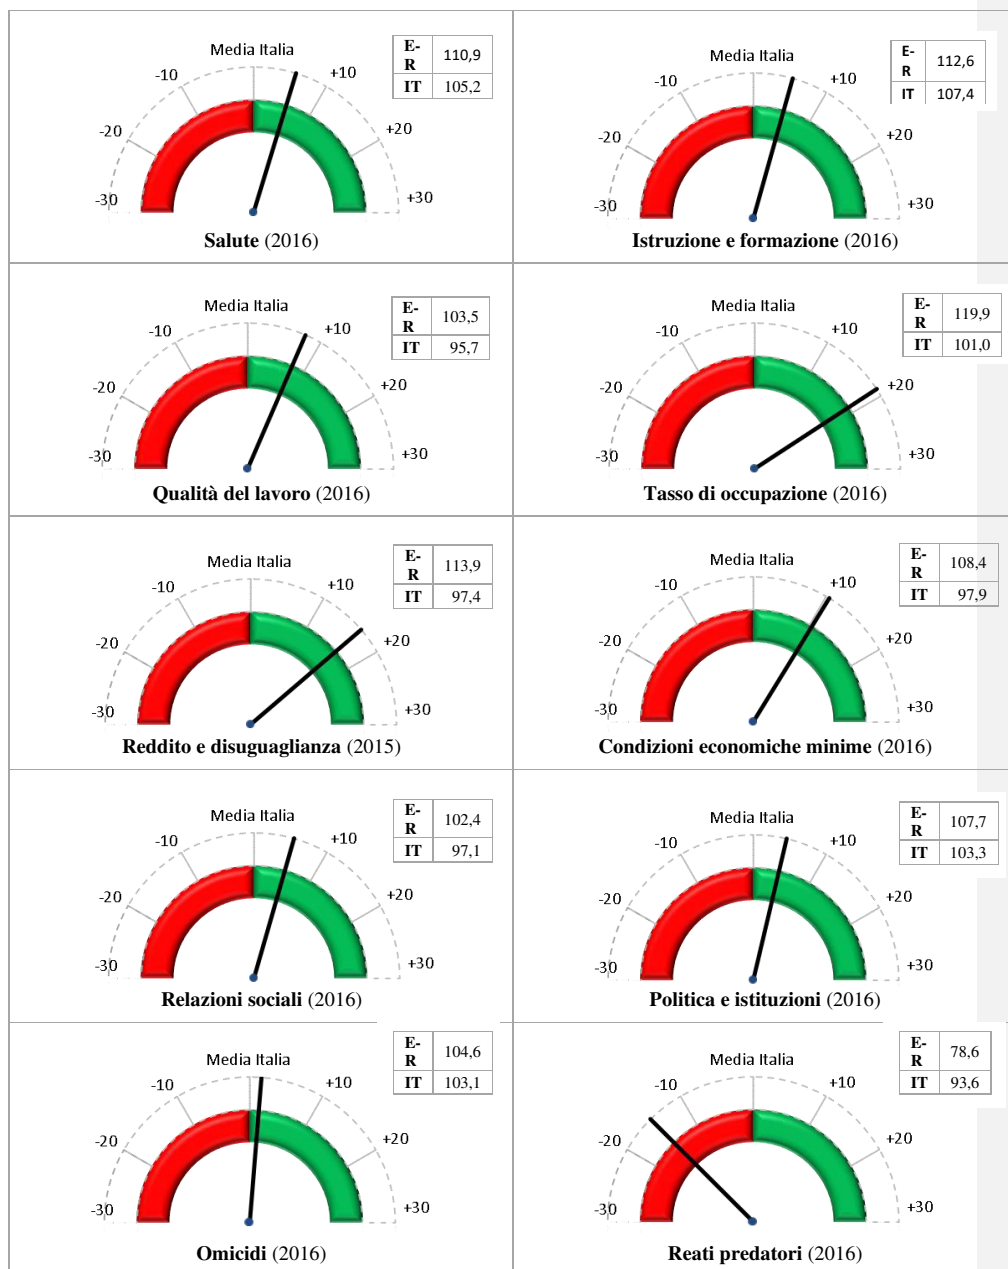 Media Italia
-10
+10
-20
+20
-30
+30
E-R 110,9
IT 105,2
Salute (2016)
Media Italia
-10
+10
-20
+20
-30
+30
E-R 112,6
IT 107,4
Istruzione e formazione (2016)
Media Italia
-10
+10
-20
+20
-30
+30
E-R 103,5
IT 95,7
Qualità del lavoro (2016)
Media Italia
-10
+10
-20
+20
-30
+30
E-R 119,9
IT 101,0
Tasso di occupazione (2016)
Media Italia
-10
+10
-20
+20
-30
+30
E-R 113,9
IT 97,4
Reddito e disuguaglianza (2015)
Media Italia
-10
+10
-20
+20
-30
+30
E-R 108,4
IT 97,9
Condizioni economiche minime (2016)
Media Italia
-10
+10
-20
+20
-30
+30
E-R 102,4
IT 97,1
Relazioni sociali (2016)
Media Italia
-10
+10
-20
+20
-30
+30
E-R 107,7
IT 103,3
Politica e istituzioni (2016)
Media Italia
-10
+10
-20
+20
-30
+30
E-R 104,6
IT 103,1
Omicidi (2016)
Media Italia
-10
+10
-20
+20
-30
+30
E-R 78,6
IT 93,6
Reati predatori (2016)